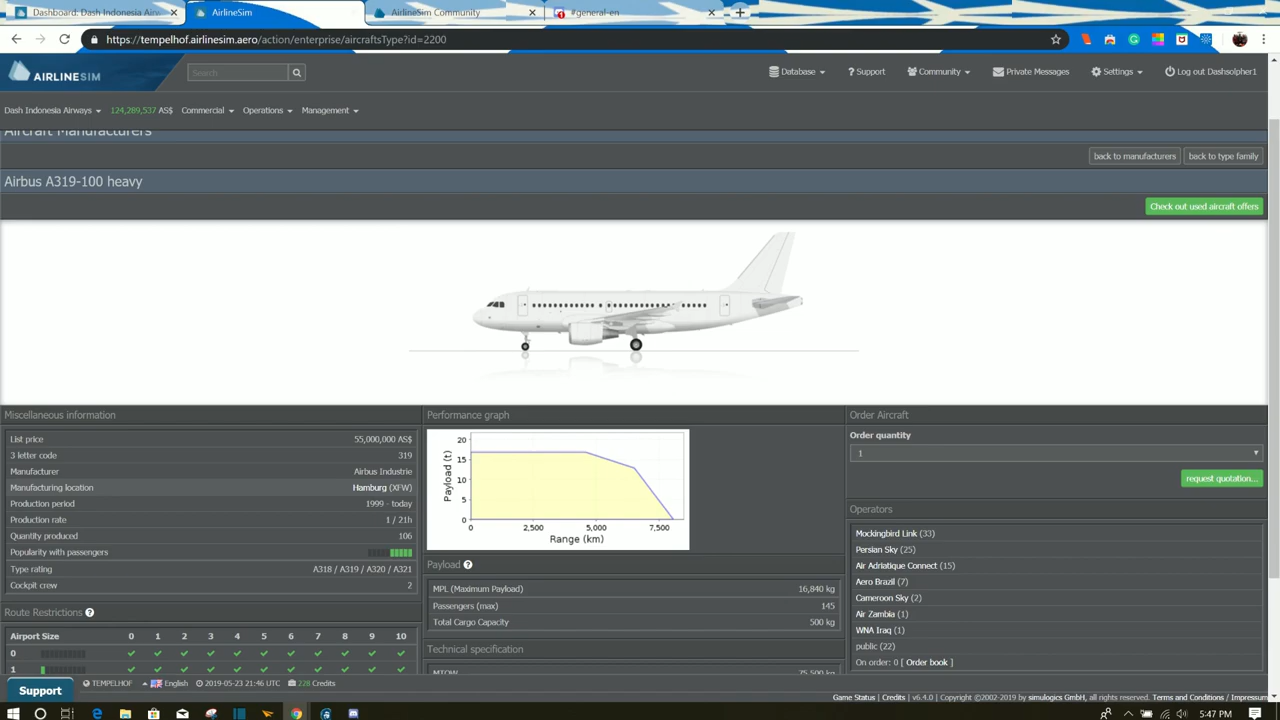 Dashboard: Dash Indonesia Airw
AirlineSim
AirlineSim Community
#general-en
https://tempelhof.airlinesim.aero/action/enterprise/aircraftsType?id=2200
AIRLINESIM
Search
Database
Support
Community
Private Messages
Settings
Log out Dashsolpher1
Dash Indonesia Airways
124,289,537 AS$
Commercial
Operations
Management
Aircraft Manufacturers
back to manufacturers
back to type family
Airbus A319-100 heavy
Check out used aircraft offers
Miscellaneous information
List price 55,000,000 AS$
3 letter code 319
Manufacturer Airbus Industrie
Manufacturing location Hamburg (XFW)
Production period 1999 - today
Production rate 1 / 21h
Quantity produced 106
Popularity with passengers
Type rating A318 / A319 / A320 / A321
Cockpit crew 2
Route Restrictions ?
Airport Size 0 1 2 3 4 5 6 7 8 9 10
0
1
Performance graph
Payload (t)
20
15
10
5
0
0 2,500 5,000 7,500
Range (km)
Payload ?
MPL (Maximum Payload) 16,840 kg
Passengers (max) 145
Total Cargo Capacity 500 kg
Technical specification
MTOW 75,500 kg
Order Aircraft
Order quantity
1
request quotation...
Operators
Mockingbird Link (33)
Persian Sky (25)
Air Adriatique Connect (15)
Aero Brazil (7)
Cameroon Sky (2)
Air Zambia (1)
WNA Iraq (1)
public (22)
On order: 0 [ Order book ]
Support
TEMPELHOF
English
2019-05-23 21:46 UTC
228 Credits
Game Status | Credits | v6.4.0 | Copyright ©2002-2019 by simulogics GmbH, all rights reserved. Terms and Conditions / Impressum
5:47 PM